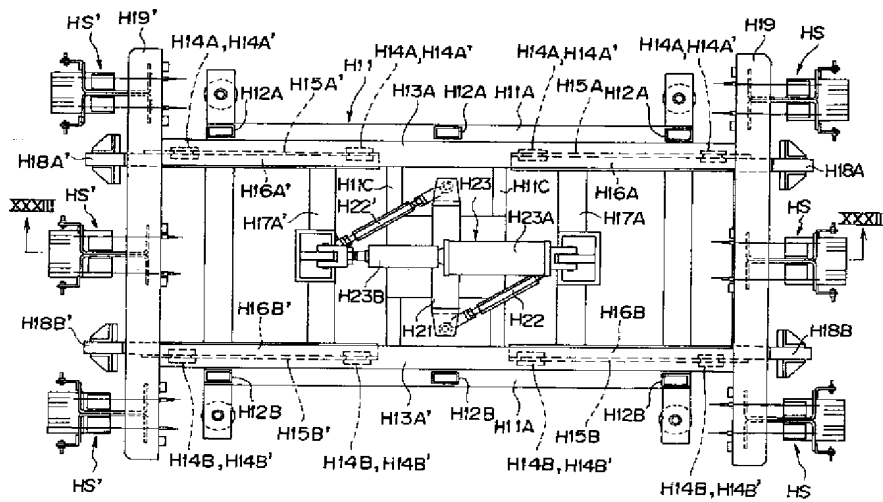 HS'
H19'
H14A, H14A'
H14A, H14A'
H14A, H14A'
H14A, H14A'
H19
HS
H15A'
H11
H13A
H12A
H12A
H11A
H15A
H12A
H18A'
H16A'
H11C
H23
H11C
H16A
H18A
HS'
H17A'
H22'
H23A
H17A
HS
XXXII
XXXII
H23B
H18B'
H16B'
H21
H22
H16B
H18B
H12B
H15B'
H13A'
H12B
H11A
H15B
H12B
HS'
H14B, H14B'
H14B, H14B'
H14B, H14B'
H14B, H14B'
HS